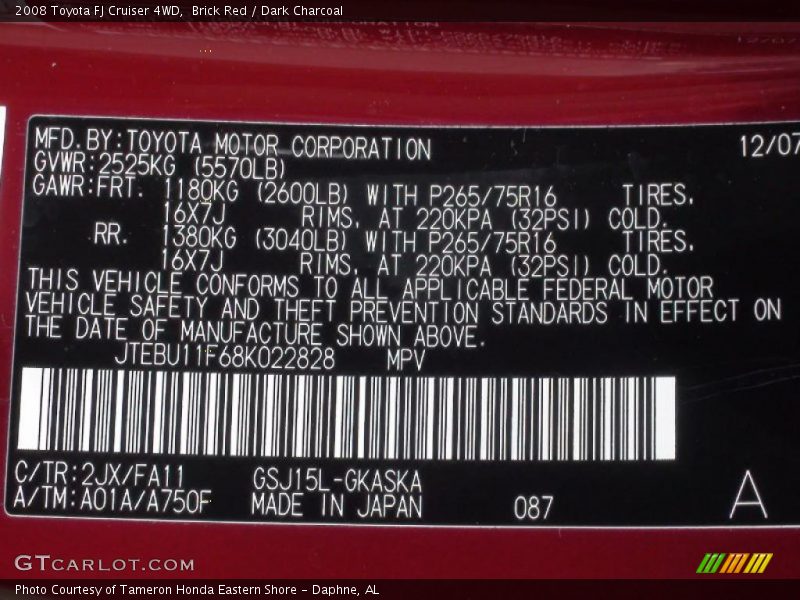 2008 Toyota FJ Cruiser 4WD,  Brick Red / Dark Charcoal
MFD.BY:TOYOTA MOTOR CORPORATION 12/07
GVWR:2525KG (5570LB)
GAWR:FRT. 1180KG (2600LB) WITH P265/75R16 TIRES.
16X7J RIMS. AT 220KPA (32PSI) COLD.
RR. 1380KG (3040LB) WITH P265/75R16 TIRES.
16X7J RIMS. AT 220KPA (32PSI) COLD.
THIS VEHICLE CONFORMS TO ALL APPLICABLE FEDERAL MOTOR
VEHICLE SAFETY AND THEFT PREVENTION STANDARDS IN EFFECT ON
THE DATE OF MANUFACTURE SHOWN ABOVE.
JTEBU11F68K022828 MPV
C/TR:2JX/FA11 GSJ15L-GKASKA
A/TM:A01A/A750F MADE IN JAPAN 087 A
GTCARLOT.COM
Photo Courtesy of Tameron Honda Eastern Shore - Daphne, AL